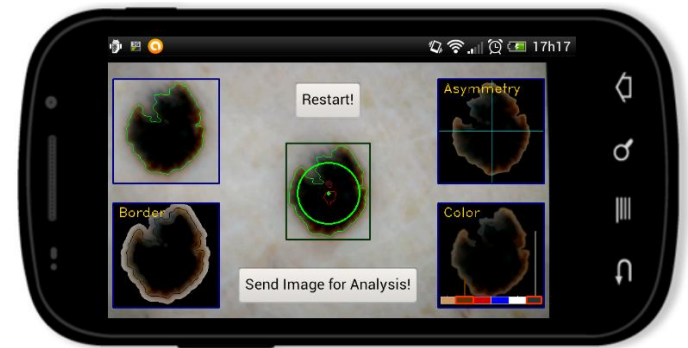 17h17
Restart!
Asymmetry
Border
Color
Send Image for Analysis!